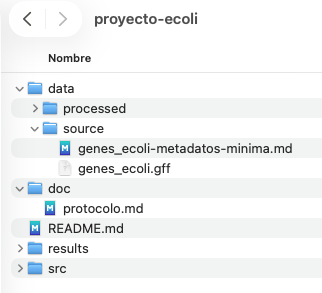 proyecto-ecoli
Nombre
data
processed
source
genes_ecoli-metadatos-minima.md
genes_ecoli.gff
doc
protocolo.md
README.md
results
src